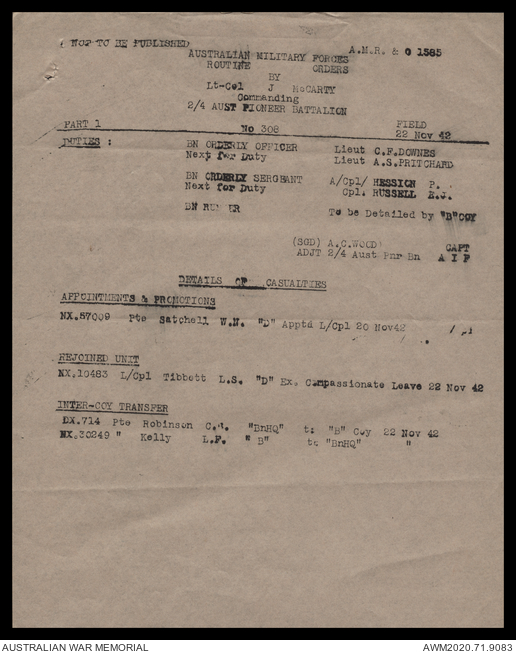 ( NOT TO BE PUBLISHED
A.M.R. & O 1585
AUSTRALIAN MILITARY FORCES
ROUTINE ORDERS
BY
Lt-Col J McCARTY
Commanding
2/4 AUST PIONEER BATTALION
PART 1 No 308 FIELD
22 Nov 42
DUTIES : BN ORDERLY OFFICER Lieut C.F.DOWNES
Next for Duty Lieut A.S.PRITCHARD
BN ORDERLY SERGEANT A/Cpl/ HESSION P.
Next for Duty Cpl. RUSSELL E.J.
BN To be Detailed by "B"COY
(SGD) A.C.WOOD) CAPT
ADJT 2/4 Aust Pnr Bn A I F
DETAILS OF CASUALTIES
APPOINTMENTS & PROMOTIONS
NX.57009 Pte Satchell W.N. "D" Apptd L/Cpl 20 Nov42
REJOINED UNIT
NX.10483 L/Cpl Tibbett L.S. "D" Ex. Compassionate Leave 22 Nov 42
INTER-COY TRANSFER
DX.714 Pte Robinson "BnHQ" to "B" Coy 22 Nov 42
NX.30249 " Kelly L.F. "B" to "BnHQ" "
AUSTRALIAN WAR MEMORIAL
AWM2020.71.9083